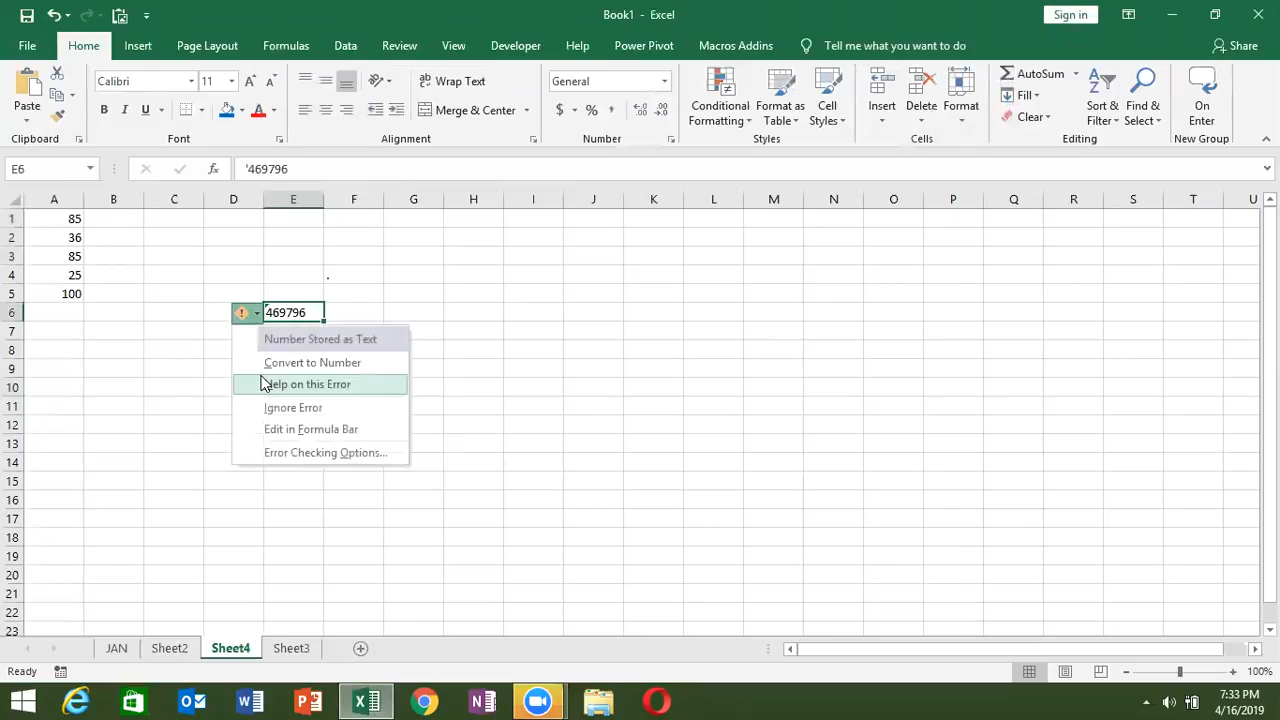 Book1 - Excel
Sign in
File Home Insert Page Layout Formulas Data Review View Developer Help Power Pivot Macros Addins Tell me what you want to do Share
Paste
Calibri 11
Wrap Text
General
Conditional Formatting
Format as Table
Cell Styles
Insert
Delete
Format
AutoSum
Fill
Clear
Sort & Filter
Find & Select
On Enter
B I U
Merge & Center
$ % ,
Clipboard Font Alignment Number Styles Cells Editing New Group
E6 fx '469796
A B C D E F G H I J K L M N O P Q R S T U
1 85
2 36
3 85
4 25 .
5 100
6 469796
7
8
9
10
11
12
13
14
15
16
17
18
19
20
21
22
23
Number Stored as Text
Convert to Number
Help on this Error
Ignore Error
Edit in Formula Bar
Error Checking Options...
JAN Sheet2 Sheet4 Sheet3
Ready 100%
7:33 PM
4/16/2019